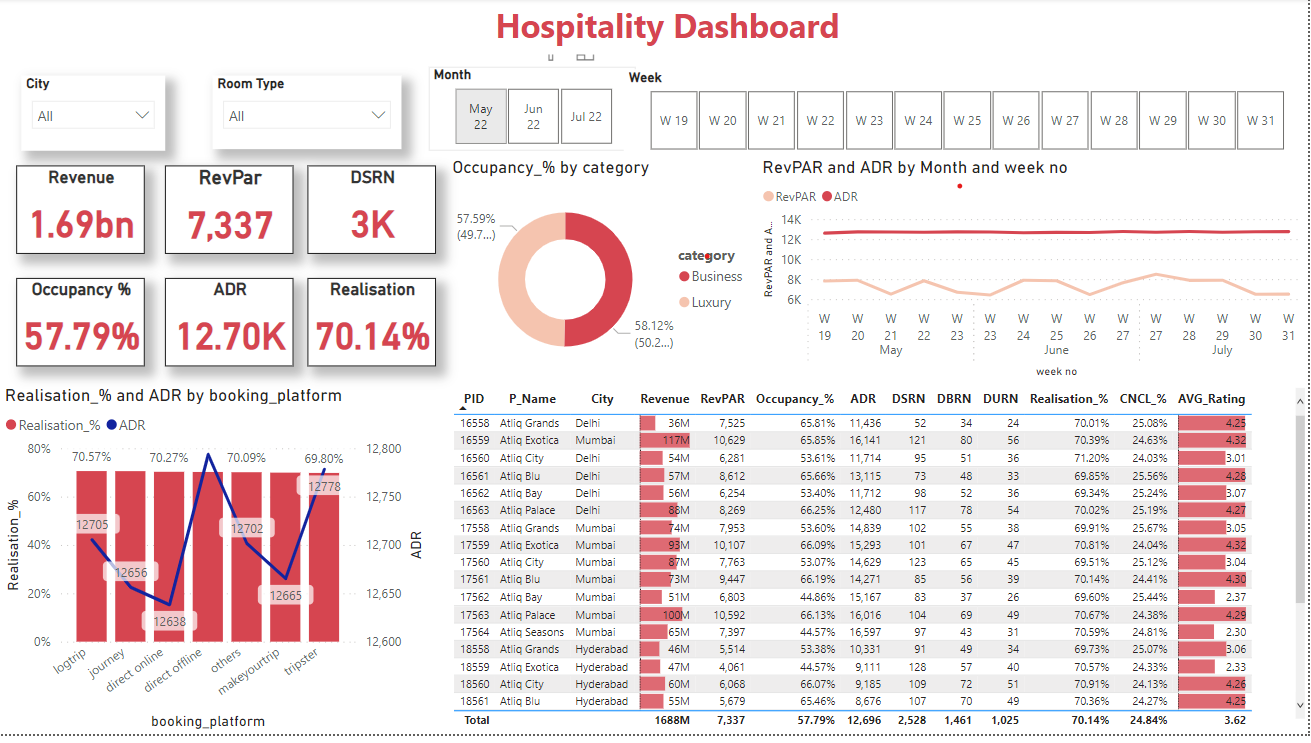 Hospitality Dashboard
City
All
Room Type
All
Month
May 22
Jun 22
Jul 22
Week
W 19 W 20 W 21 W 22 W 23 W 24 W 25 W 26 W 27 W 28 W 29 W 30 W 31
Revenue
1.69bn
RevPar
7,337
DSRN
3K
Occupancy %
57.79%
ADR
12.70K
Realisation
70.14%
Occupancy_% by category
57.59%
(49.7...)
58.12%
(50.2...)
category
Business
Luxury
RevPAR and ADR by Month and week no
RevPAR ADR
RevPAR and A...
14K
12K
10K
8K
6K
W 19 W 20 W 21 W 22 W 23 W 23 W 24 W 25 W 26 W 27 W 27 W 28 W 29 W 30 W 31
May June July
week no
Realisation_% and ADR by booking_platform
Realisation_% ADR
Realisation_%
80%
60%
40%
20%
0%
70.57% 70.27% 70.09% 69.80%
12705 12656 12638 12702 12665 12778
12,800
12,750
12,700
12,650
12,600
ADR
logtrip journey direct online direct offline others makeyourtrip tripster
booking_platform
PID P_Name City Revenue RevPAR Occupancy_% ADR DSRN DBRN DURN Realisation_% CNCL_% AVG_Rating
16558 Atliq Grands Delhi 36M 7,525 65.81% 11,436 52 34 24 70.01% 25.08% 4.25
16559 Atliq Exotica Mumbai 117M 10,629 65.85% 16,141 121 80 56 70.39% 24.63% 4.32
16560 Atliq City Delhi 54M 6,281 53.61% 11,714 95 51 36 71.20% 24.03% 3.01
16561 Atliq Blu Delhi 57M 8,612 65.66% 13,115 73 48 33 69.85% 25.56% 4.28
16562 Atliq Bay Delhi 56M 6,254 53.40% 11,712 98 52 36 69.34% 25.24% 3.07
16563 Atliq Palace Delhi 88M 8,269 66.25% 12,480 117 78 54 70.02% 25.19% 4.27
17558 Atliq Grands Mumbai 74M 7,953 53.60% 14,839 102 55 38 69.91% 25.67% 3.05
17559 Atliq Exotica Mumbai 93M 10,107 66.09% 15,293 101 67 47 70.81% 24.04% 4.32
17560 Atliq City Mumbai 87M 7,763 53.07% 14,629 123 65 45 69.51% 25.12% 3.04
17561 Atliq Blu Mumbai 73M 9,447 66.19% 14,271 85 56 39 70.14% 24.41% 4.30
17562 Atliq Bay Mumbai 51M 6,803 44.86% 15,167 83 37 26 69.60% 25.44% 2.37
17563 Atliq Palace Mumbai 100M 10,592 66.13% 16,016 104 69 49 70.67% 24.38% 4.29
17564 Atliq Seasons Mumbai 65M 7,397 44.57% 16,597 97 43 31 70.59% 24.81% 2.30
18558 Atliq Grands Hyderabad 46M 5,514 53.38% 10,331 91 49 34 69.73% 25.07% 3.06
18559 Atliq Exotica Hyderabad 47M 4,061 44.57% 9,111 128 57 40 70.57% 24.33% 2.33
18560 Atliq City Hyderabad 60M 6,068 66.07% 9,185 109 72 51 70.91% 24.13% 4.26
18561 Atliq Blu Hyderabad 55M 5,679 65.46% 8,676 107 70 49 70.36% 24.27% 4.25
Total 1688M 7,337 57.79% 12,696 2,528 1,461 1,025 70.14% 24.84% 3.62